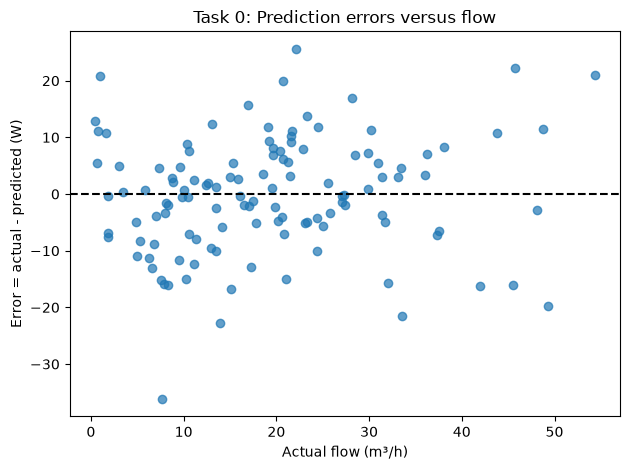 Task 0: Prediction errors versus flow
Error = actual - predicted (W)
20
10
0
−10
−20
−30
0 10 20 30 40 50
Actual flow (m³/h)